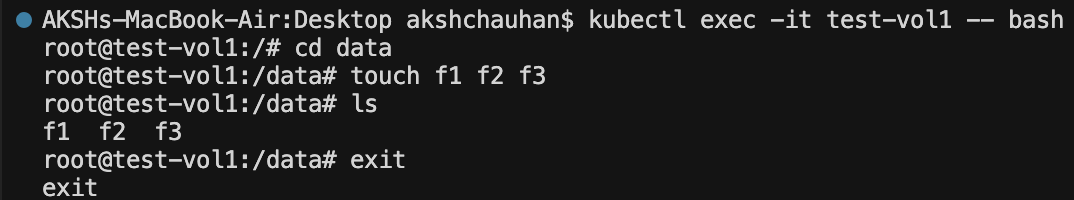 AKSHs-MacBook-Air:Desktop akshchauhan$ kubectl exec -it test-vol1 -- bash
root@test-vol1:/# cd data
root@test-vol1:/data# touch f1 f2 f3
root@test-vol1:/data# ls
f1  f2  f3
root@test-vol1:/data# exit
exit